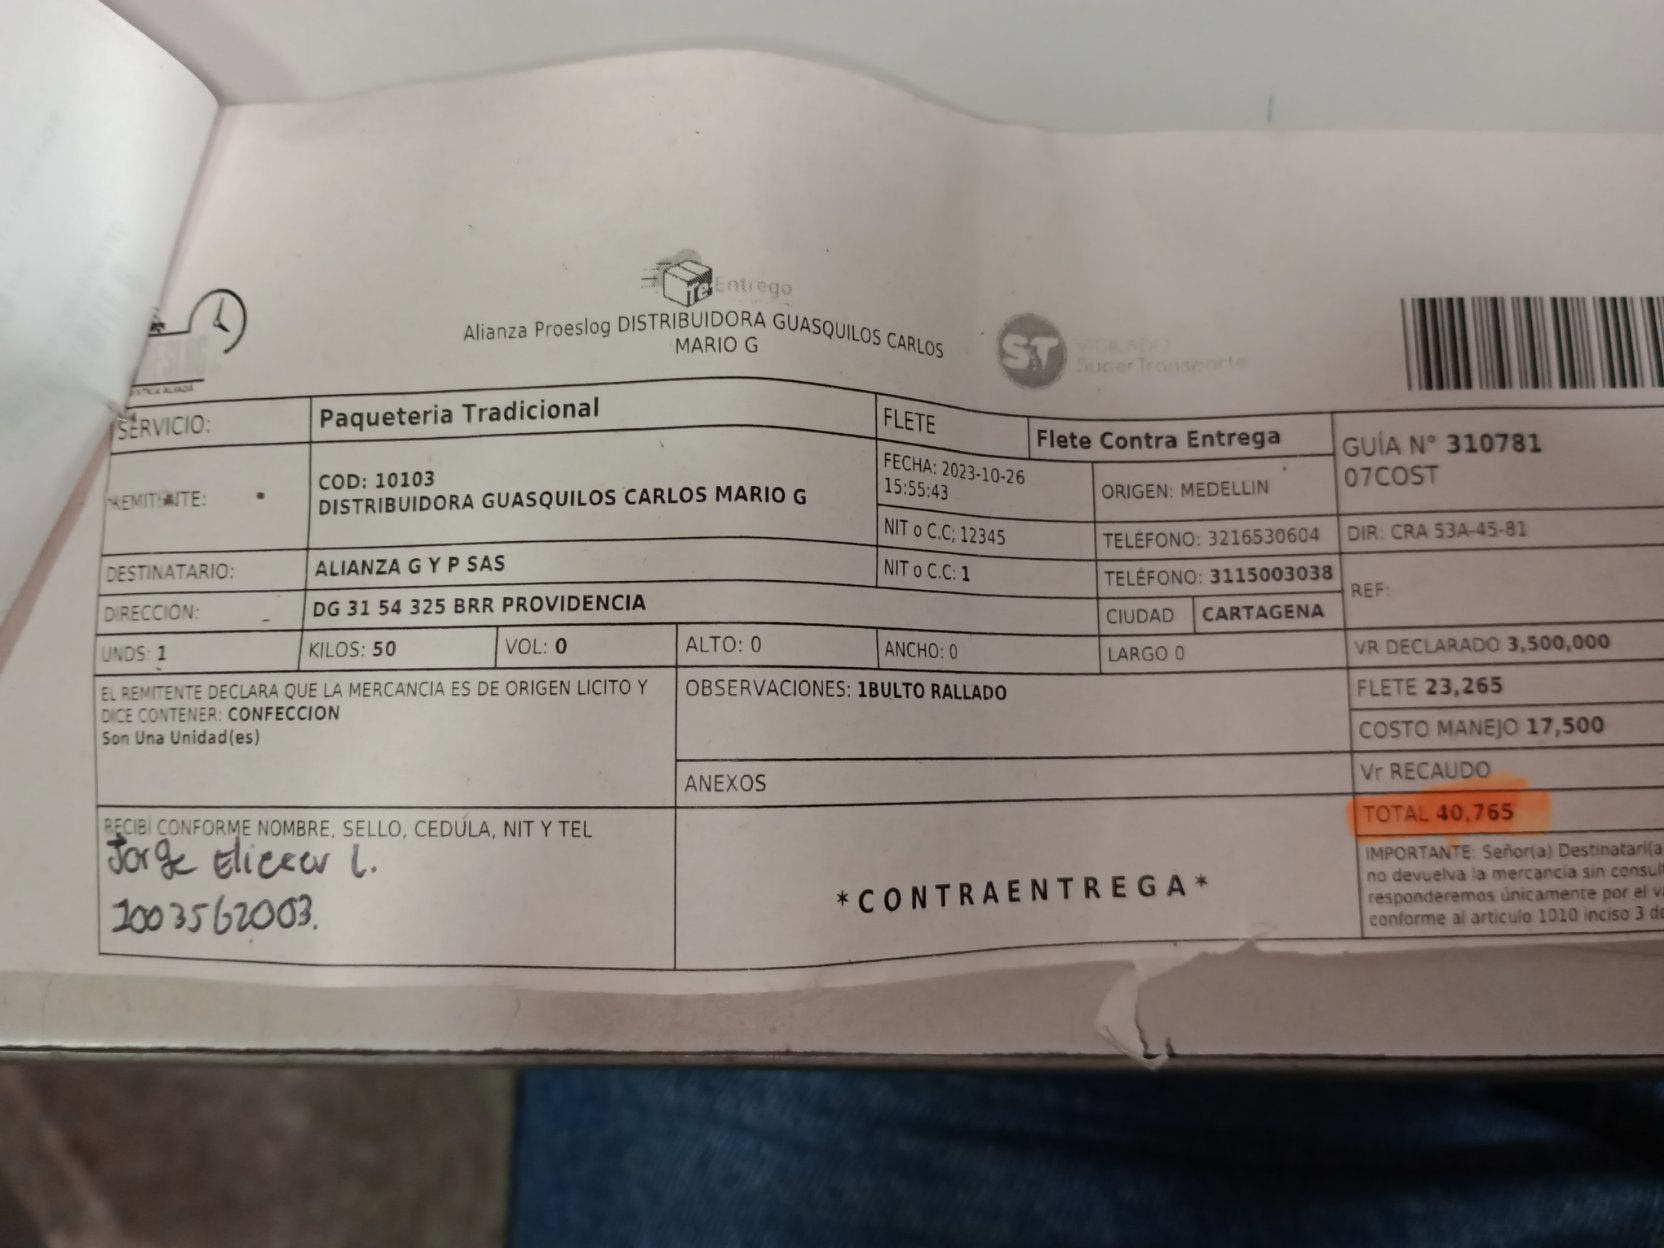 te Entrego
Alianza Proeslog DISTRIBUIDORA GUASQUILOS CARLOS
MARIO G
ST VIGILADO
SuperTransporte
SERVICIO: Paqueteria Tradicional
FLETE Flete Contra Entrega
GUÍA N° 310781
07COST
REMITENTE: COD: 10103
DISTRIBUIDORA GUASQUILOS CARLOS MARIO G
FECHA: 2023-10-26
15:55:43
ORIGEN: MEDELLIN
NIT o C.C; 12345
TELÉFONO: 3216530604
DIR: CRA 53A-45-81
DESTINATARIO: ALIANZA G Y P SAS
NIT o C.C: 1
TELÉFONO: 3115003038
REF:
DIRECCIÓN: DG 31 54 325 BRR PROVIDENCIA
CIUDAD CARTAGENA
UNDS: 1 KILOS: 50 VOL: 0 ALTO: 0 ANCHO: 0 LARGO 0
VR DECLARADO 3,500,000
EL REMITENTE DECLARA QUE LA MERCANCIA ES DE ORIGEN LICITO Y
DICE CONTENER: CONFECCION
Son Una Unidad(es)
OBSERVACIONES: 1BULTO RALLADO
FLETE 23,265
COSTO MANEJO 17,500
ANEXOS
Vr RECAUDO
TOTAL 40,765
RECIBI CONFORME NOMBRE, SELLO, CEDULA, NIT Y TEL
Jorge Eliecer L.
1003562003.
*CONTRAENTREGA*
IMPORTANTE: Señor(a) Destinatari(a
no devuelva la mercancía sin consul
responderemos únicamente por el v
conforme al articulo 1010 inciso 3 de